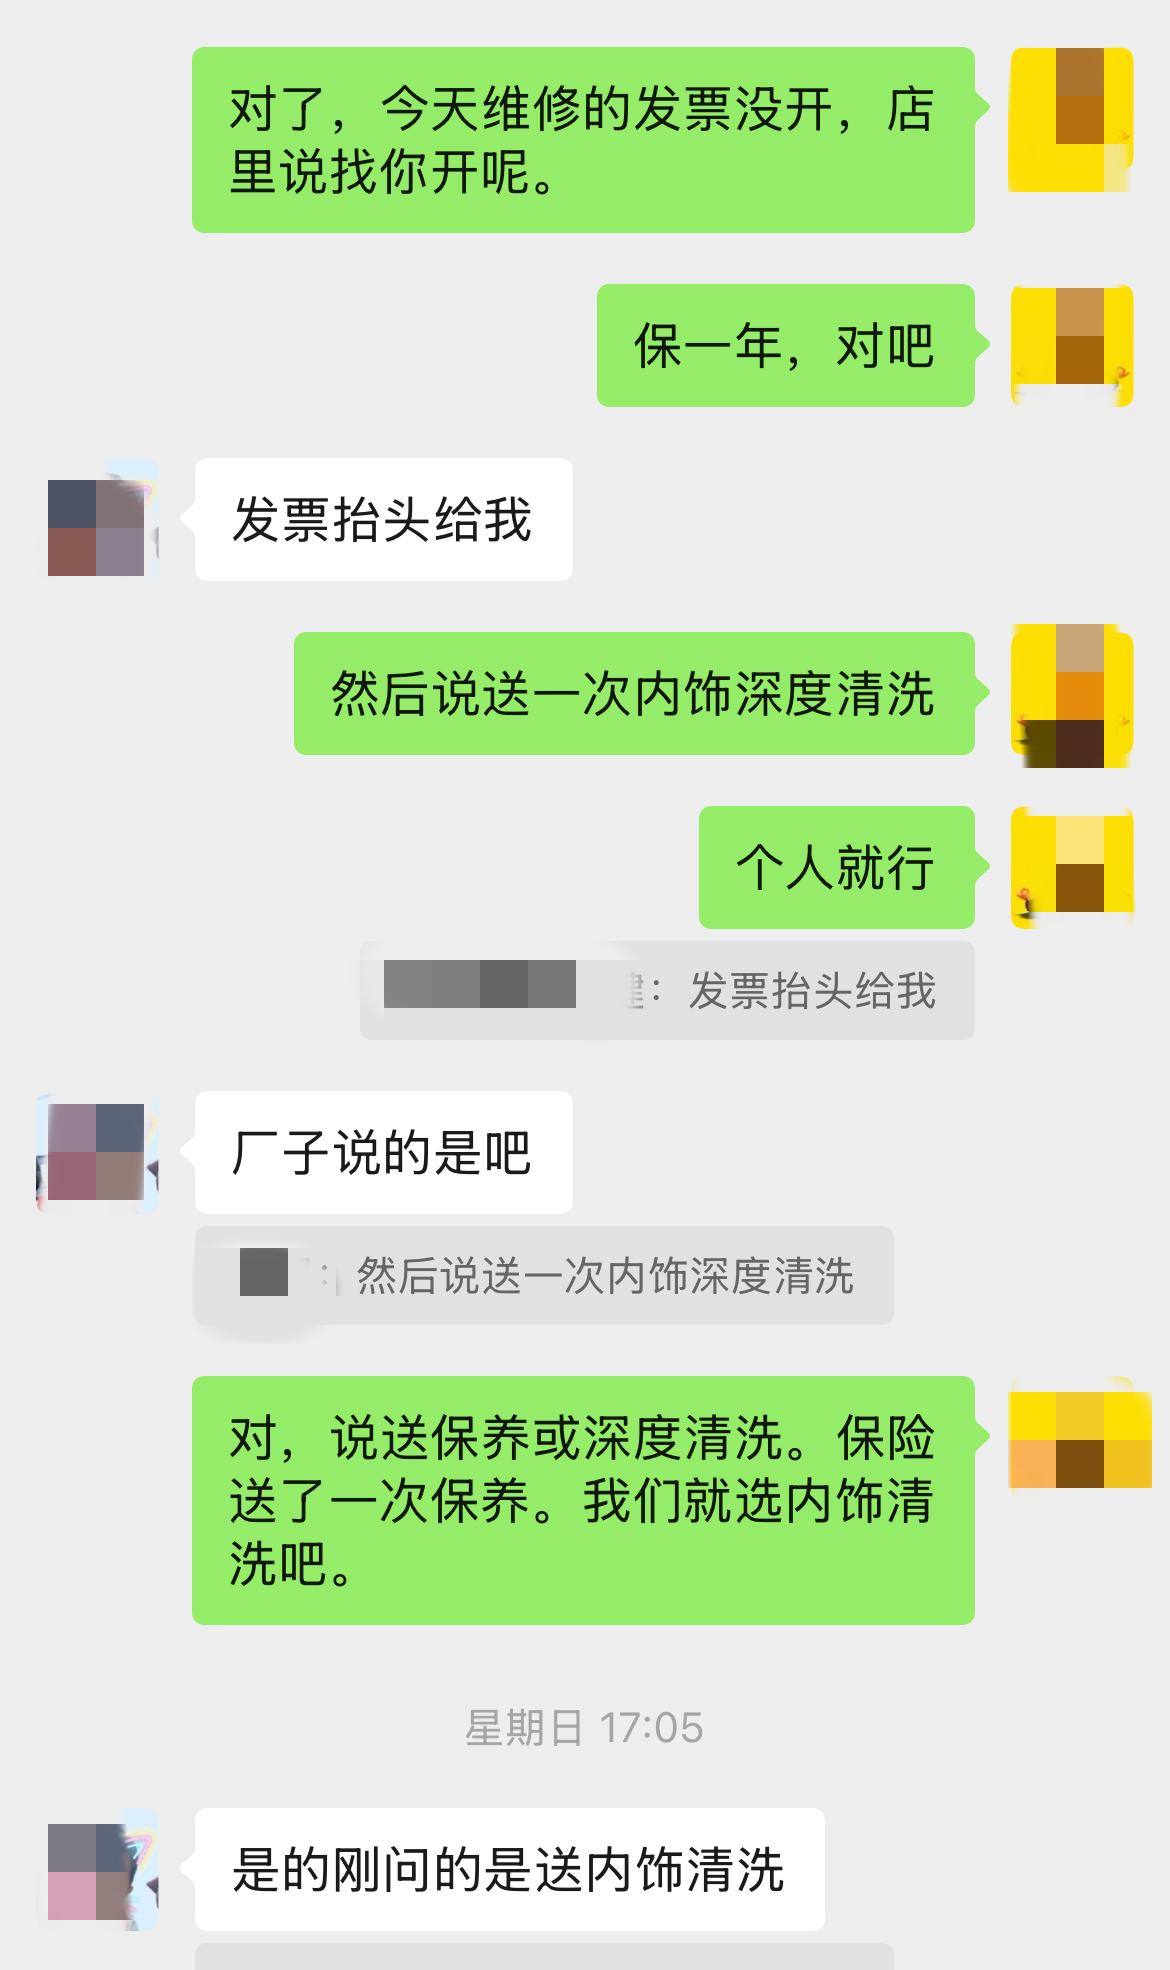 对了，今天维修的发票没开，店
里说找你开呢。
保一年，对吧
发票抬头给我
然后说送一次内饰深度清洗
个人就行
：发票抬头给我
厂子说的是吧
：然后说送一次内饰深度清洗
对，说送保养或深度清洗。保险
送了一次保养。我们就选内饰清
洗吧。
星期日 17:05
是的刚问的是送内饰清洗